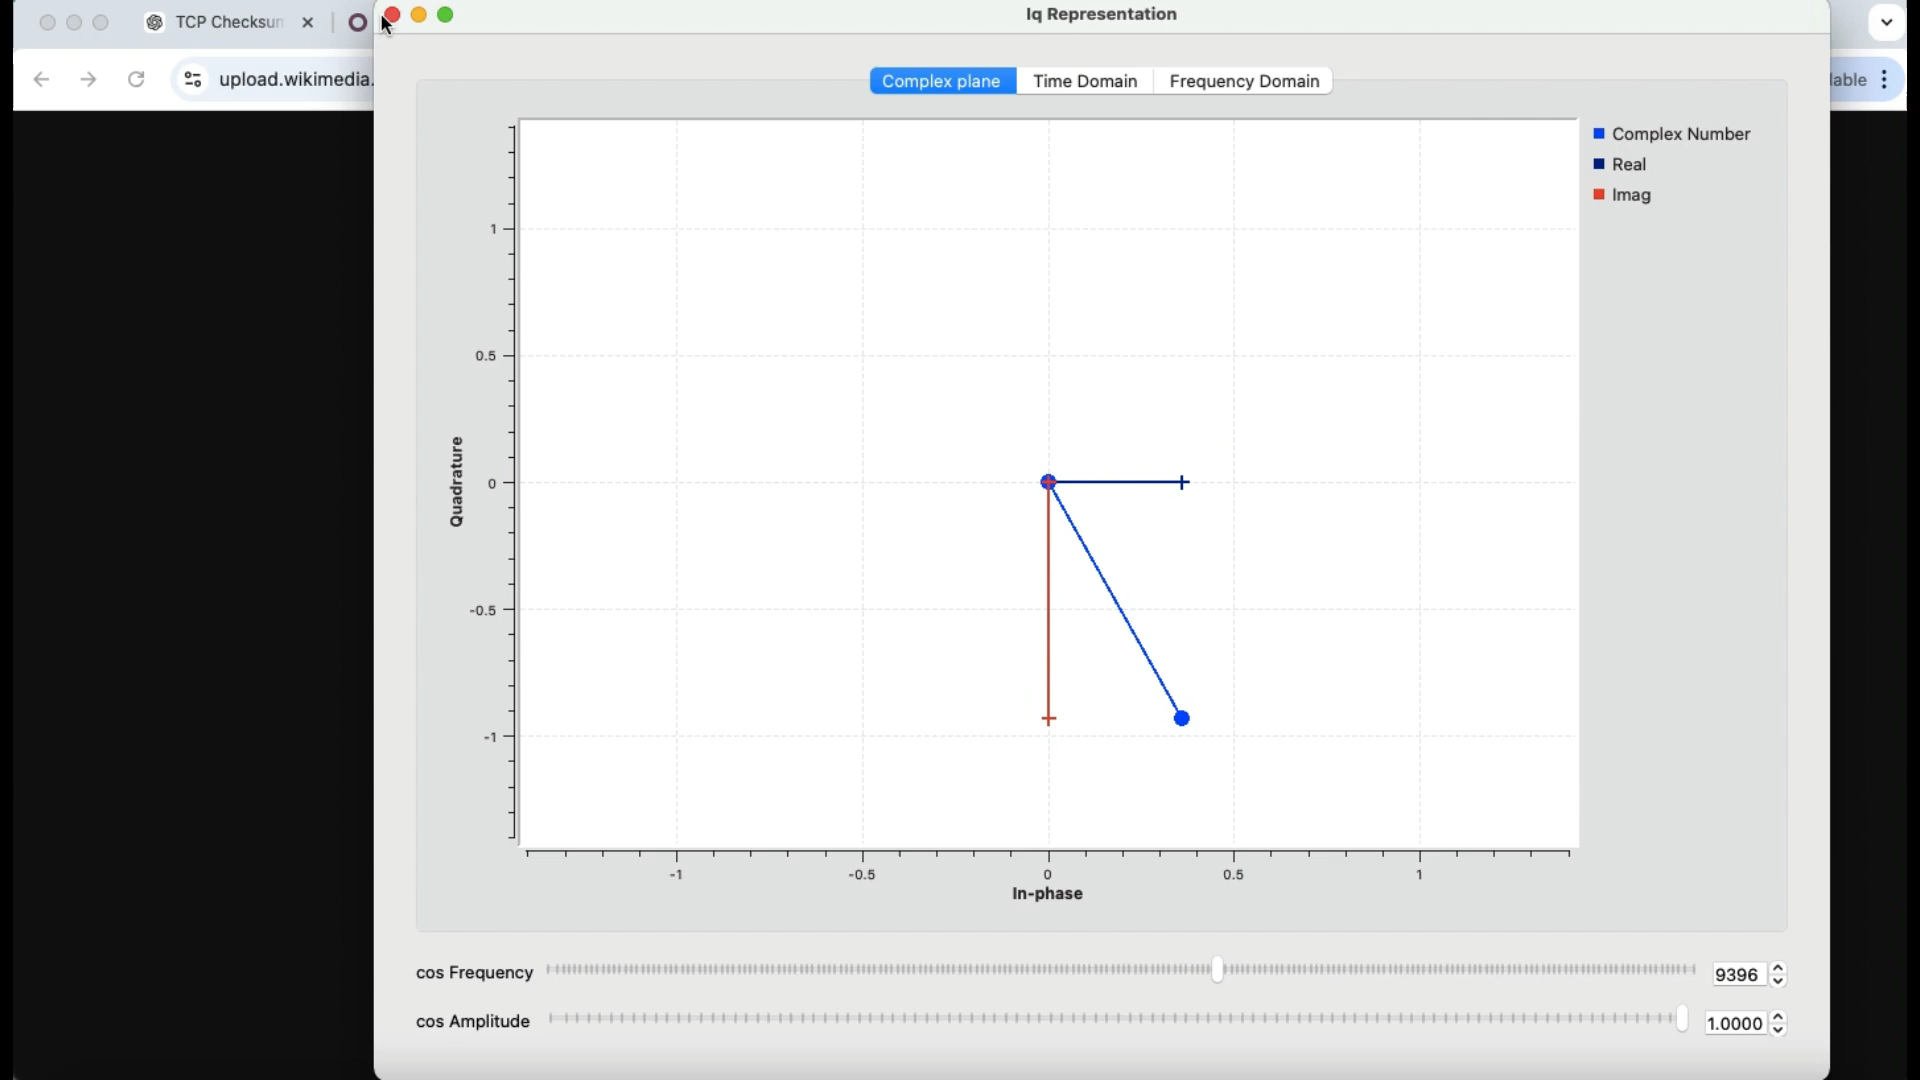 TCP Checksum
Iq Representation
upload.wikimedia.
lable
Complex plane Time Domain Frequency Domain
Complex Number
Real
Imag
1
0.5
0
-0.5
-1
Quadrature
-1 -0.5 0 0.5 1
In-phase
cos Frequency 9396
cos Amplitude 1.0000